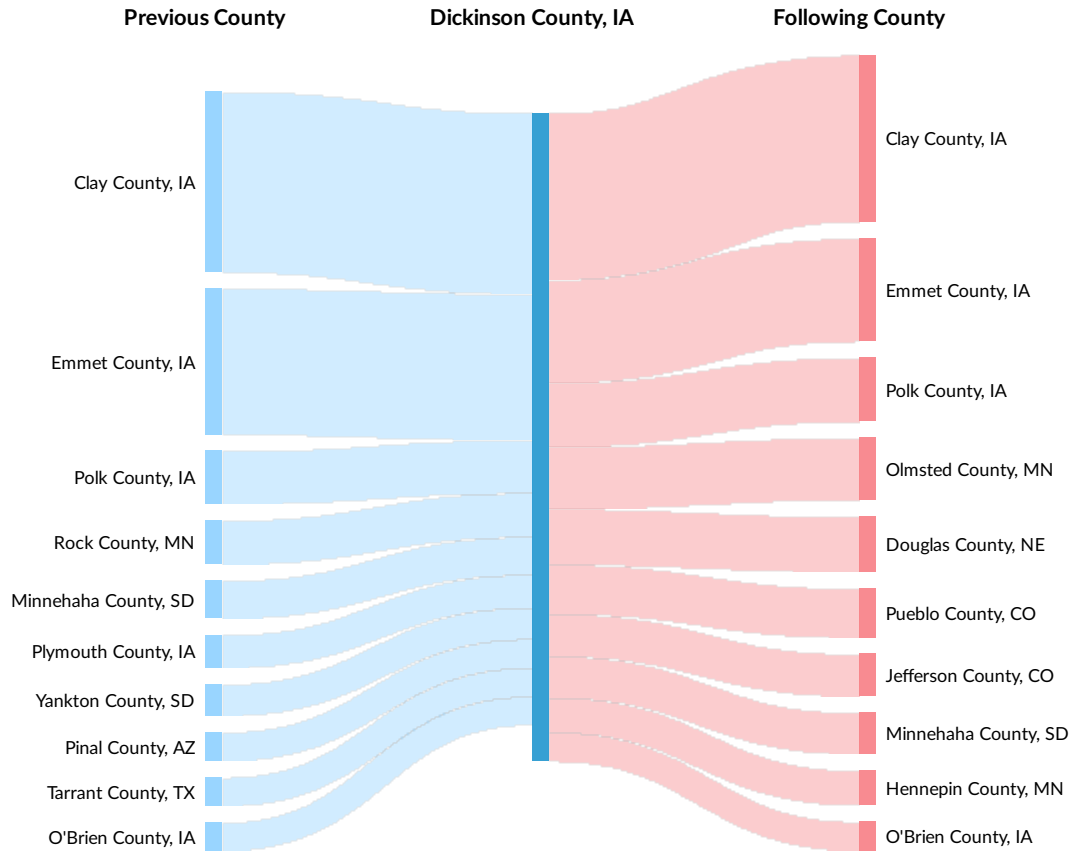 Previous County
Dickinson County, IA
Following County
Clay County, IA
Emmet County, IA
Polk County, IA
Rock County, MN
Minnehaha County, SD
Plymouth County, IA
Yankton County, SD
Pinal County, AZ
Tarrant County, TX
O'Brien County, IA
Clay County, IA
Emmet County, IA
Polk County, IA
Olmsted County, MN
Douglas County, NE
Pueblo County, CO
Jefferson County, CO
Minnehaha County, SD
Hennepin County, MN
O'Brien County, IA